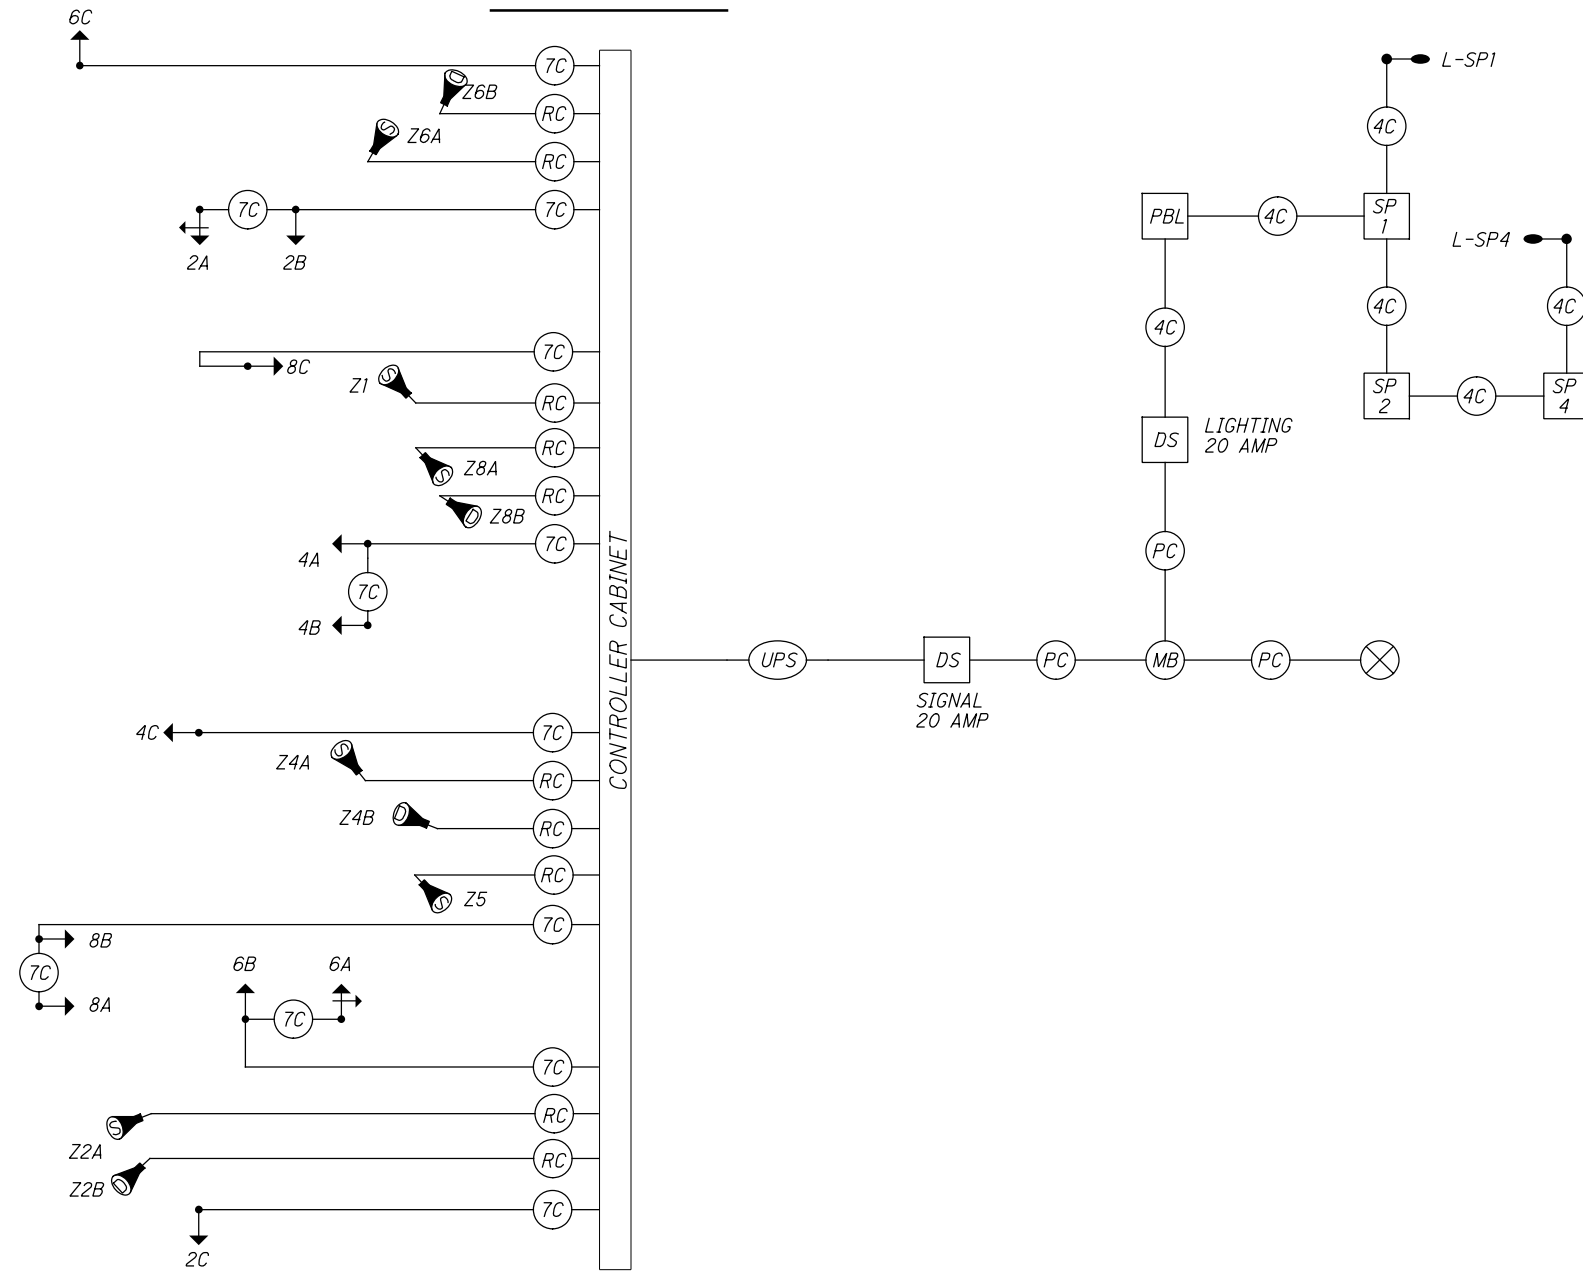 6C
7C
L-SP1
D
Z6B
RC
S
Z6A
RC
4C
7C
7C
2A
2B
PBL
4C
SP
1
L-SP4
4C
4C
4C
7C
8C
S
Z1
RC
SP
2
4C
SP
4
RC
S
Z8A
DS
LIGHTING
20 AMP
RC
D
Z8B
7C
4A
PC
7C
4B
CONTROLLER CABINET
UPS
DS
PC
MB
PC
SIGNAL
20 AMP
4C
7C
S
Z4A
RC
D
Z4B
RC
RC
S
Z5
7C
8B
7C
8A
6B
6A
7C
7C
S
Z2A
RC
D
Z2B
RC
7C
2C